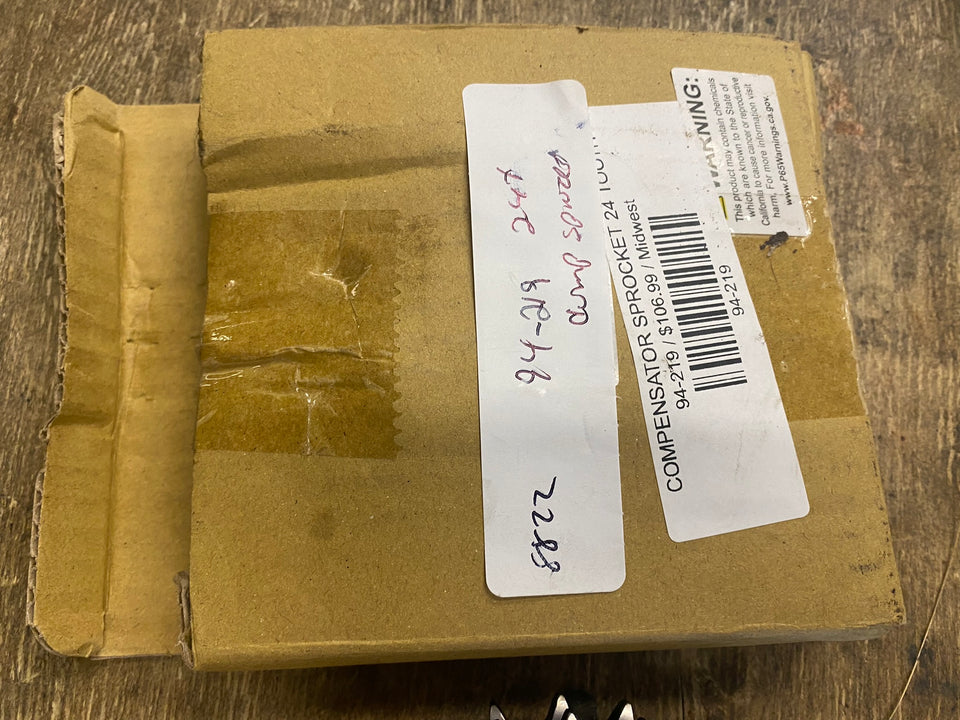 8822 94-219 24T
Comp Sprocket
COMPENSATOR SPROCKET 24 TOOTH
94-219 / $106.99 / Midwest
94-219
WARNING:
This product may contain chemicals
which are known to the State of
California to cause cancer or reproductive
harm. For more information visit
www.P65Warnings.ca.gov